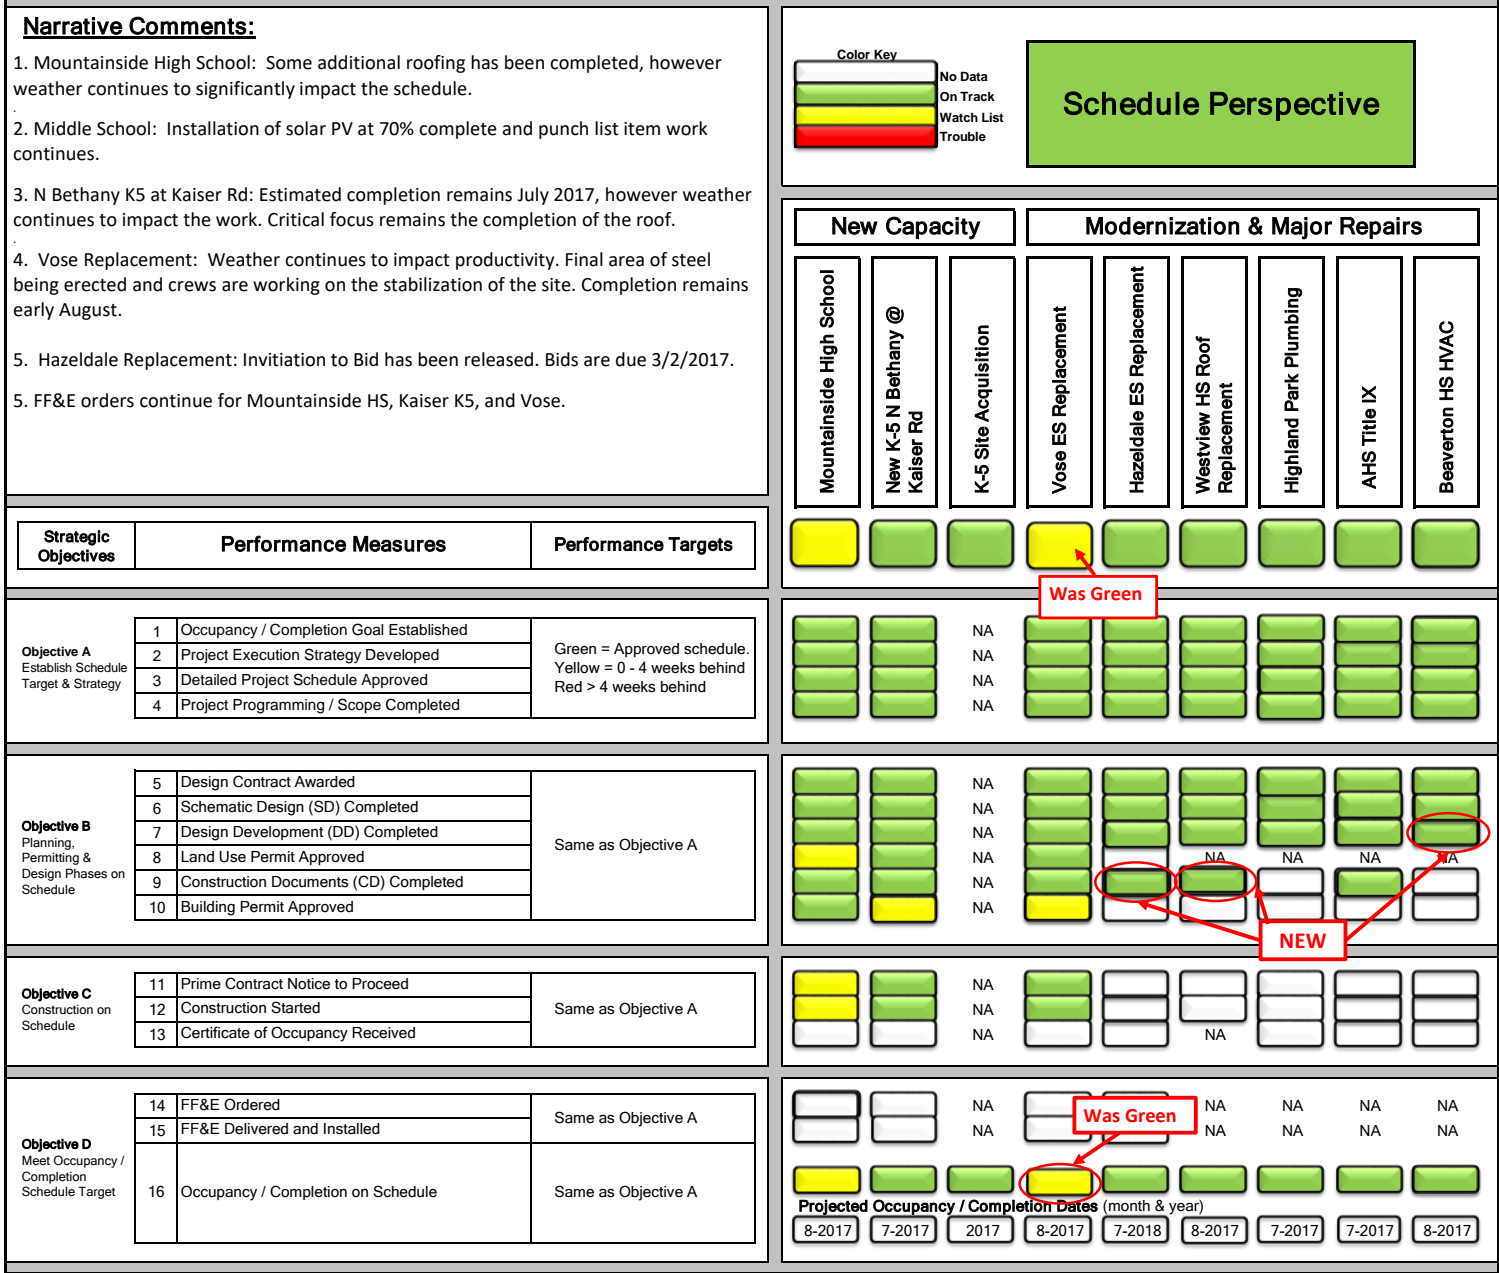 Narrative Comments:
1. Mountainside High School:  Some additional roofing has been completed, however
weather continues to significantly impact the schedule.
.
2. Middle School:  Installation of solar PV at 70% complete and punch list item work
continues.
3. N Bethany K5 at Kaiser Rd: Estimated completion remains July 2017, however weather
continues to impact the work. Critical focus remains the completion of the roof.
.
4.  Vose Replacement:  Weather continues to impact productivity. Final area of steel
being erected and crews are working on the stabilization of the site. Completion remains
early August.
5.  Hazeldale Replacement: Invitiation to Bid has been released. Bids are due 3/2/2017.
5. FF&E orders continue for Mountainside HS, Kaiser K5, and Vose.
Color Key
No Data
On Track
Watch List
Trouble
Schedule Perspective
New Capacity
Modernization & Major Repairs
Mountainside High School
New K-5 N Bethany @
Kaiser Rd
K-5 Site Acquisition
Vose ES Replacement
Hazeldale ES Replacement
Westview HS Roof
Replacement
Highland Park Plumbing
AHS Title IX
Beaverton HS HVAC
Strategic
Objectives
Performance Measures
Performance Targets
Was Green
Objective A
Establish Schedule
Target & Strategy
1 Occupancy / Completion Goal Established
2 Project Execution Strategy Developed
3 Detailed Project Schedule Approved
4 Project Programming / Scope Completed
Green = Approved schedule.
Yellow = 0 - 4 weeks behind
Red > 4 weeks behind
NA
NA
NA
NA
Objective B
Planning,
Permitting &
Design Phases on
Schedule
5 Design Contract Awarded
6 Schematic Design (SD) Completed
7 Design Development (DD) Completed
8 Land Use Permit Approved
9 Construction Documents (CD) Completed
10 Building Permit Approved
Same as Objective A
NA
NA
NA
NA NA NA NA NA
NA
NA
NEW
Objective C
Construction on
Schedule
11 Prime Contract Notice to Proceed
12 Construction Started
13 Certificate of Occupancy Received
Same as Objective A
NA
NA
NA NA
Objective D
Meet Occupancy /
Completion
Schedule Target
14 FF&E Ordered
15 FF&E Delivered and Installed
Same as Objective A
16 Occupancy / Completion on Schedule
Same as Objective A
NA NA NA NA NA
NA NA NA NA NA
Was Green
Projected Occupancy / Completion Dates (month & year)
8-2017 7-2017 2017 8-2017 7-2018 8-2017 7-2017 7-2017 8-2017